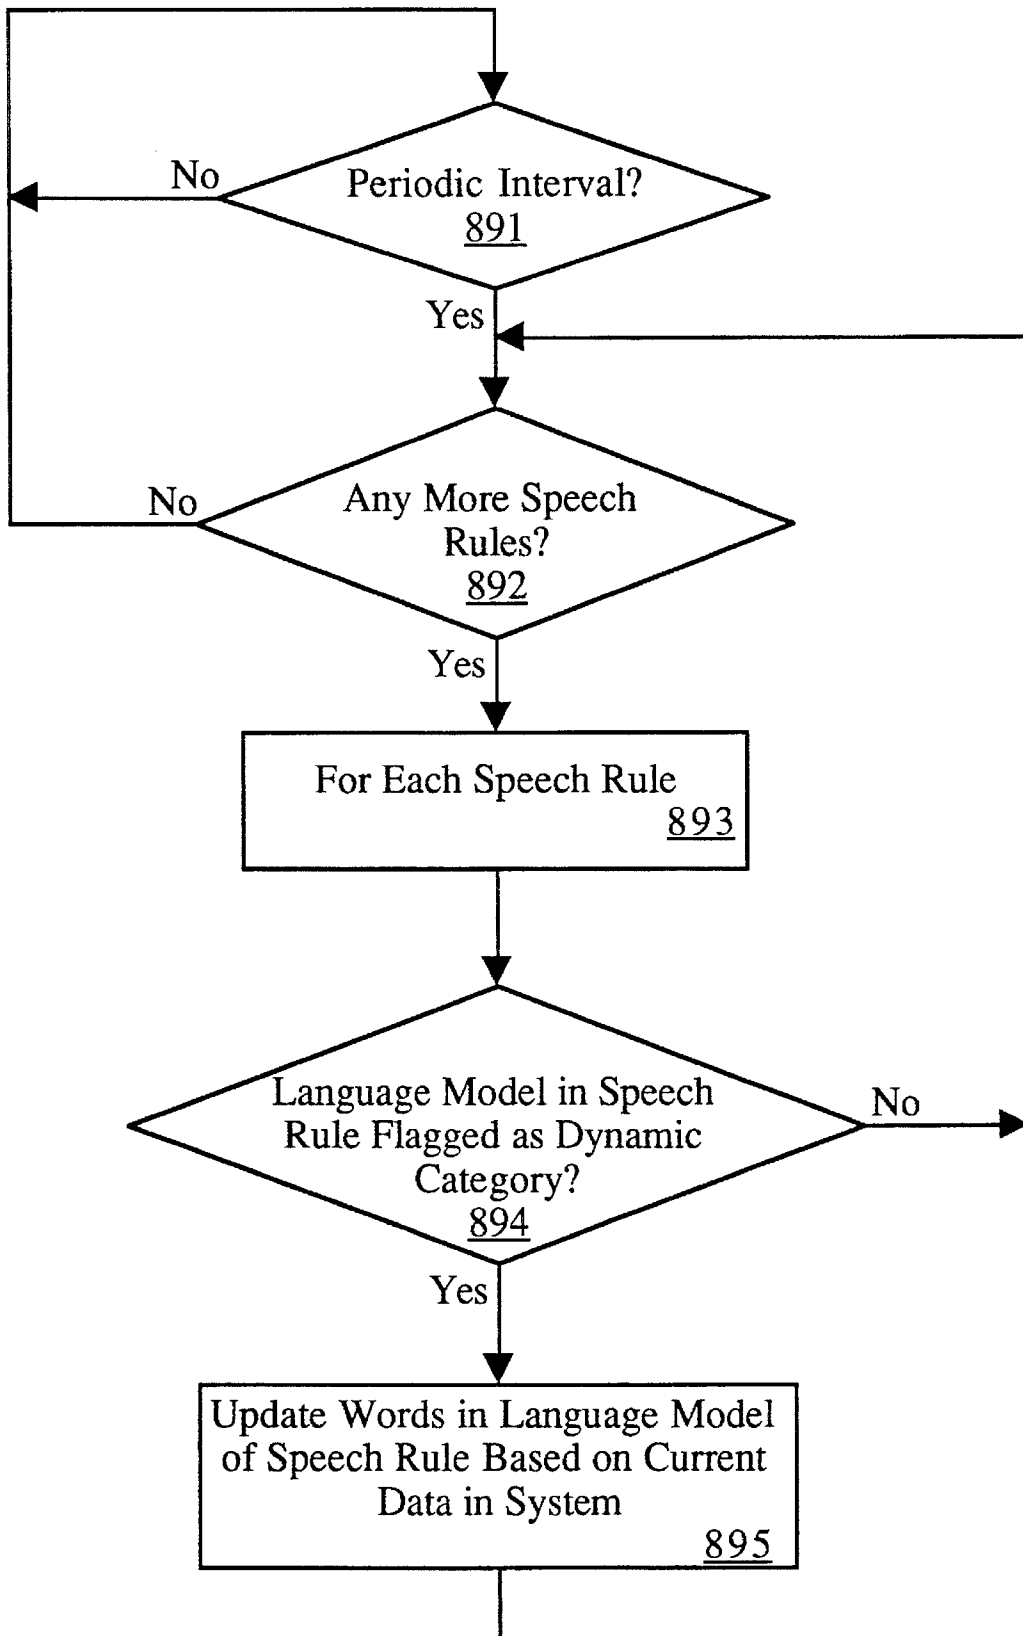 No
Periodic Interval?
891
Yes
No
Any More Speech
Rules?
892
Yes
For Each Speech Rule
893
Language Model in Speech
Rule Flagged as Dynamic
Category?
894
No
Yes
Update Words in Language Model
of Speech Rule Based on Current
Data in System
895